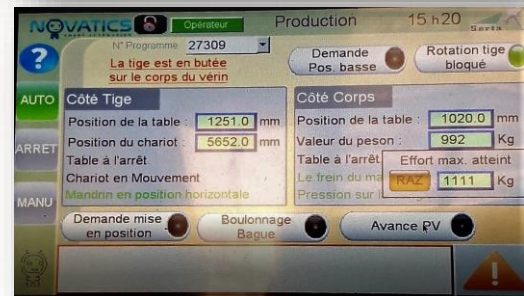 NOVATICS
Opérateur
Production
15 h20
Serta
N° Programme 27309
Demande
Pos. basse
Rotation tige
bloqué
?
La tige est en butée
sur le corps du vérin
AUTO
ARRET
MANU
Côté Tige
Position de la table : 1251.0 mm
Position du chariot : 5652.0 mm
Table à l'arrêt
Chariot en Mouvement
Mandrin en position horizontale
Côté Corps
Position de la table : 1020.0 mm
Valeur du peson : 992 Kg
Table à l'arrêt
Le frein du ma
Pression sur l
Effort max. atteint
RAZ 1111 Kg
Demande mise
en position
Boulonnage
Bague
Avance PV
!